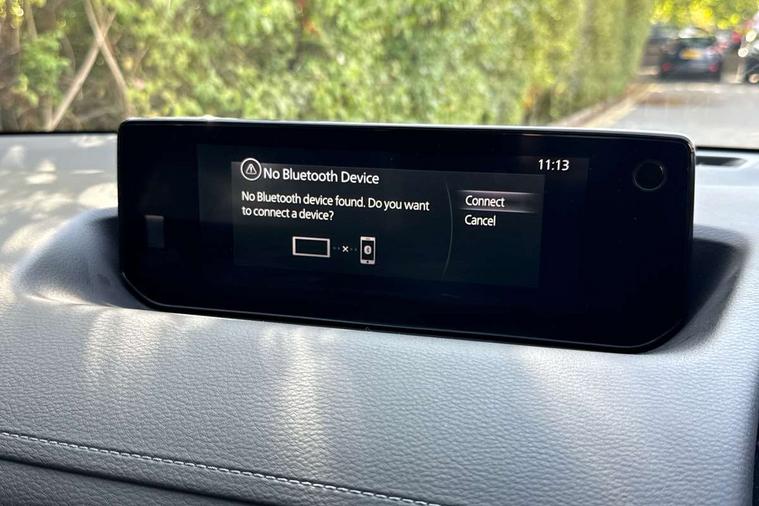 11:13
No Bluetooth Device
No Bluetooth device found. Do you want
to connect a device?
Connect
Cancel